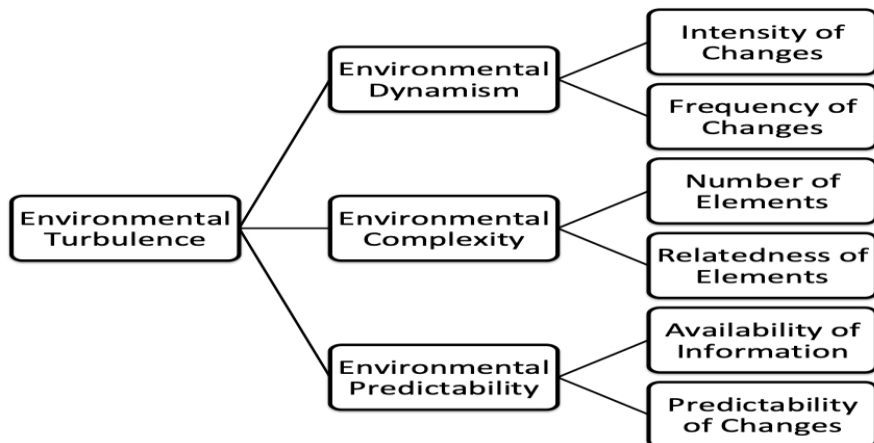 Environmental
Turbulence
Environmental
Dynamism
Intensity of
Changes
Frequency of
Changes
Environmental
Complexity
Number of
Elements
Relatedness of
Elements
Environmental
Predictability
Availability of
Information
Predictability
of Changes